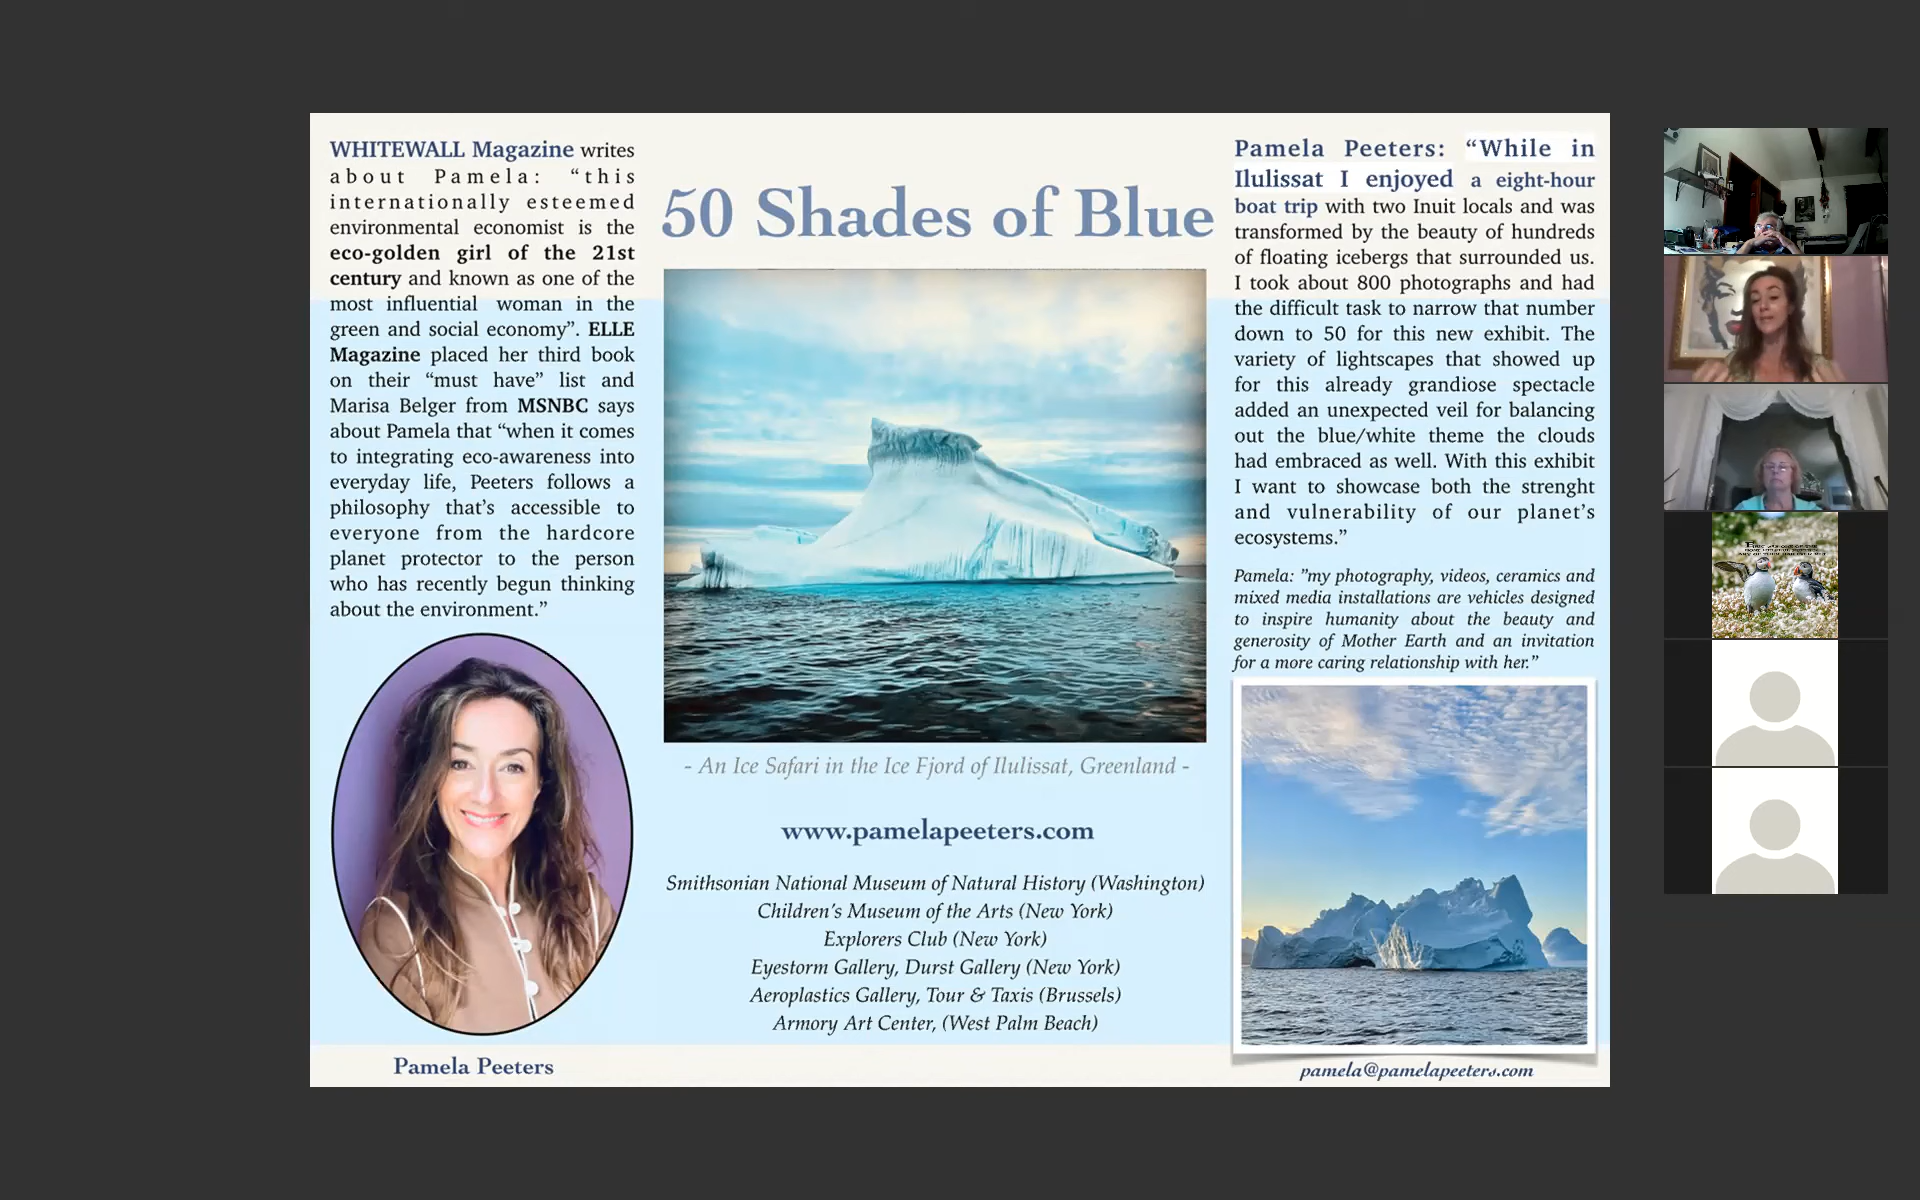 WHITEWALL Magazine writes
about Pamela: “this
internationally esteemed
environmental economist is the
eco-golden girl of the 21st
century and known as one of the
most influential woman in the
green and social economy”. ELLE
Magazine placed her third book
on their “must have” list and
Marisa Belger from MSNBC says
about Pamela that “when it comes
to integrating eco-awareness into
everyday life, Peeters follows a
philosophy that’s accessible to
everyone from the hardcore
planet protector to the person
who has recently begun thinking
about the environment.”
Pamela Peeters
50 Shades of Blue
- An Ice Safari in the Ice Fjord of Ilulissat, Greenland -
www.pamelapeeters.com
Smithsonian National Museum of Natural History (Washington)
Children’s Museum of the Arts (New York)
Explorers Club (New York)
Eyestorm Gallery, Durst Gallery (New York)
Aeroplastics Gallery, Tour & Taxis (Brussels)
Armory Art Center, (West Palm Beach)
Pamela Peeters: “While in
Ilulissat I enjoyed a eight-hour
boat trip with two Inuit locals and was
transformed by the beauty of hundreds
of floating icebergs that surrounded us.
I took about 800 photographs and had
the difficult task to narrow that number
down to 50 for this new exhibit. The
variety of lightscapes that showed up
for this already grandiose spectacle
added an unexpected veil for balancing
out the blue/white theme the clouds
had embraced as well. With this exhibit
I want to showcase both the strenght
and vulnerability of our planet’s
ecosystems.”
Pamela: ”my photography, videos, ceramics and
mixed media installations are vehicles designed
to inspire humanity about the beauty and
generosity of Mother Earth and an invitation
for a more caring relationship with her.”
pamela@pamelapeeters.com